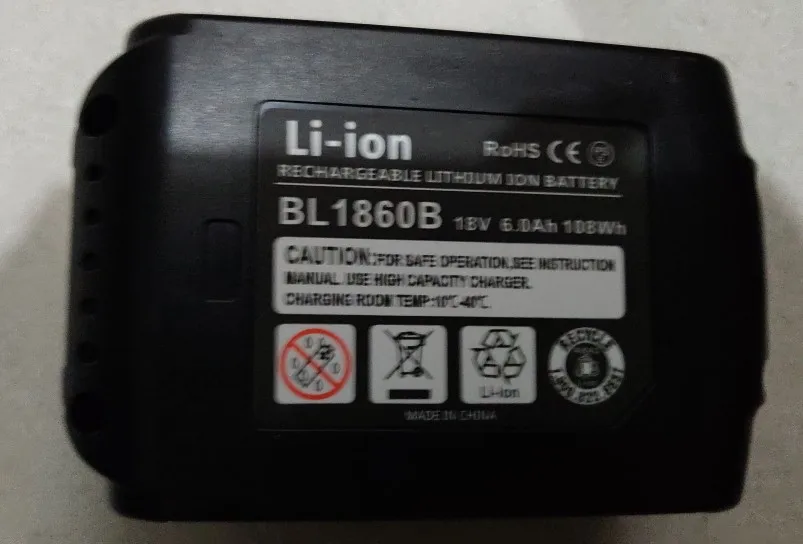 Li-ion
RoHS CE
RECHARGEABLE LITHIUM ION BATTERY
BL1860B 18V 6.0Ah 108Wh
CAUTION:FOR SAFE OPERATION,SEE INSTRUCTION
MANUAL. USE HIGH CAPACITY CHARGER.
CHARGING ROOM TEMP:10℃-40℃.
Li-ion
RECYCLE
MADE IN CHINA